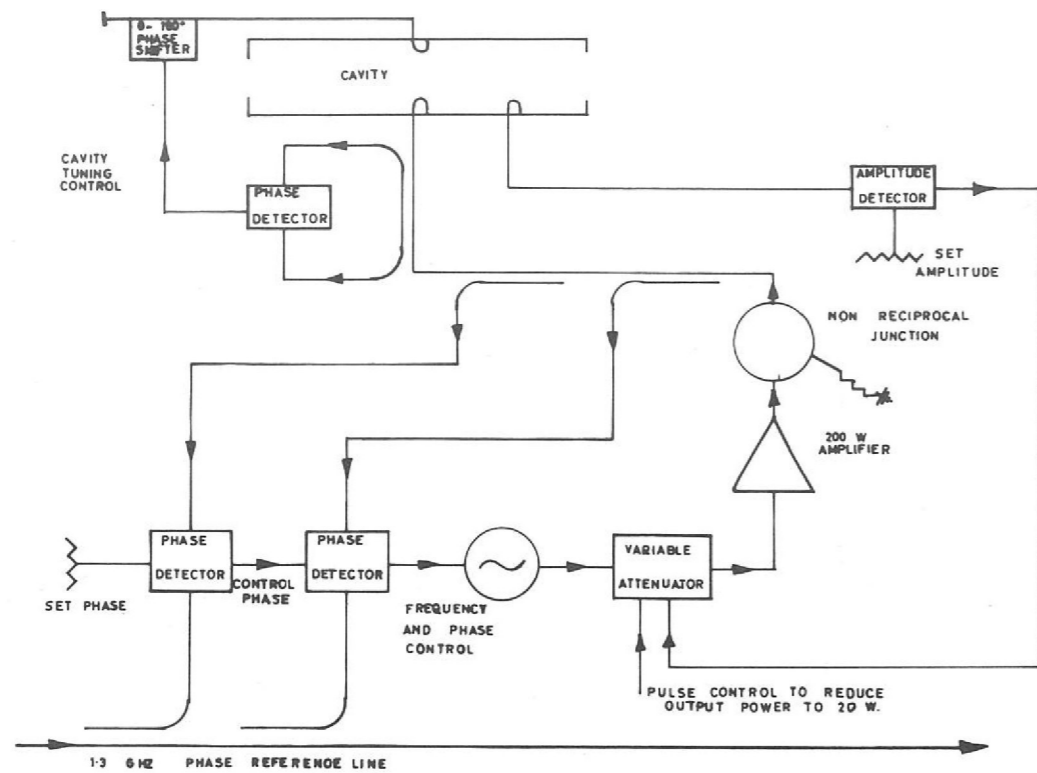 0- 180°
PHASE
SHIFTER
CAVITY
CAVITY
TUNING
CONTROL
PHASE
DETECTOR
AMPLITUDE
DETECTOR
SET
AMPLITUDE
NON RECIPROCAL
JUNCTION
200 W
AMPLIFIER
PHASE
DETECTOR
SET PHASE
CONTROL
PHASE
PHASE
DETECTOR
FREQUENCY
AND PHASE
CONTROL
VARIABLE
ATTENUATOR
PULSE CONTROL TO REDUCE
OUTPUT POWER TO 20 W.
1·3 GHZ PHASE REFERENCE LINE